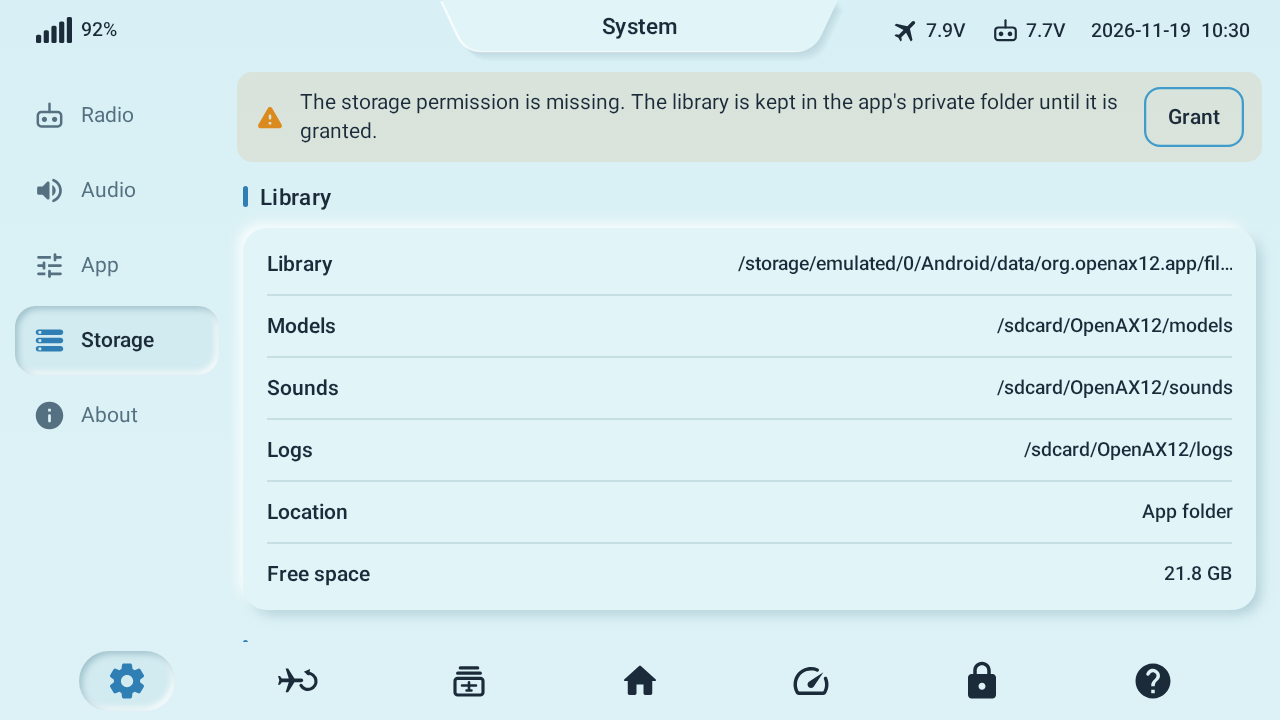 92%
System
7.9V
7.7V
2026-11-19 10:30
Radio
Audio
App
Storage
About
The storage permission is missing. The library is kept in the app's private folder until it is
granted.
Grant
Library
Library
/storage/emulated/0/Android/data/org.openax12.app/fil…
Models
/sdcard/OpenAX12/models
Sounds
/sdcard/OpenAX12/sounds
Logs
/sdcard/OpenAX12/logs
Location
App folder
Free space
21.8 GB